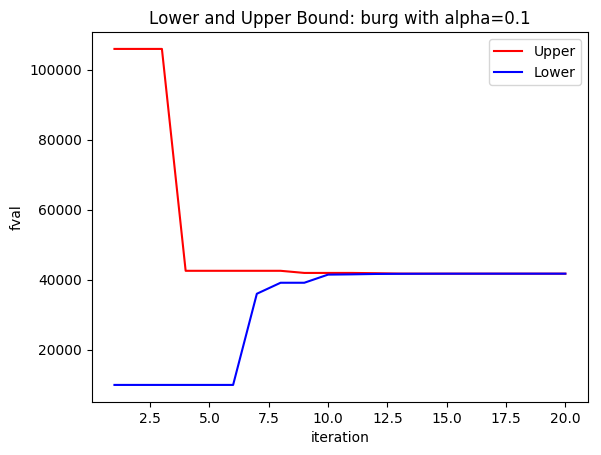 Lower and Upper Bound: burg with alpha=0.1
Upper
Lower
100000
80000
60000
40000
20000
fval
2.5 5.0 7.5 10.0 12.5 15.0 17.5 20.0
iteration